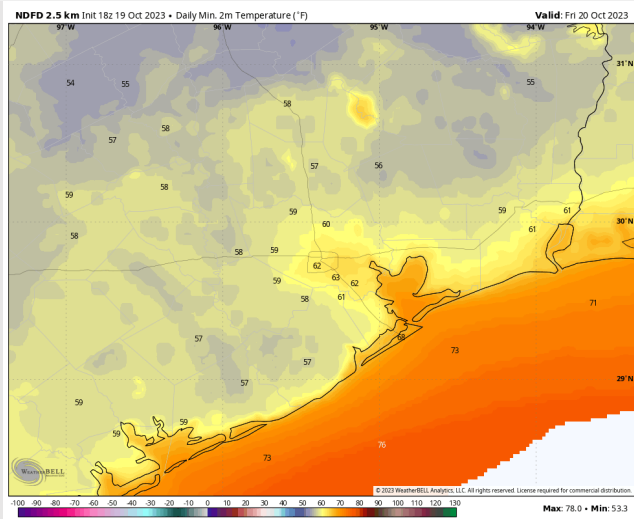 NDFD 2.5 km Init 18z 19 Oct 2023 • Daily Min. 2m Temperature (°F) Valid: Fri 20 Oct 2023
97°W 96°W 95°W 94°W
31°N
54 55 55
58
58
57
57 56
58
59
59 59 61
60
61
58
58 59
30°N
62
63
59 62
58 61
71
68
57
73
57
57
29°N
59
59
59
76
73
WeatherBELL
© 2023 WeatherBELL Analytics, LLC. All rights reserved. License required for commercial distribution.
-100 -90 -80 -70 -60 -50 -40 -30 -20 -10 0 10 20 30 40 50 60 70 80 90 100 110 120 130
Max: 78.0 • Min: 53.3